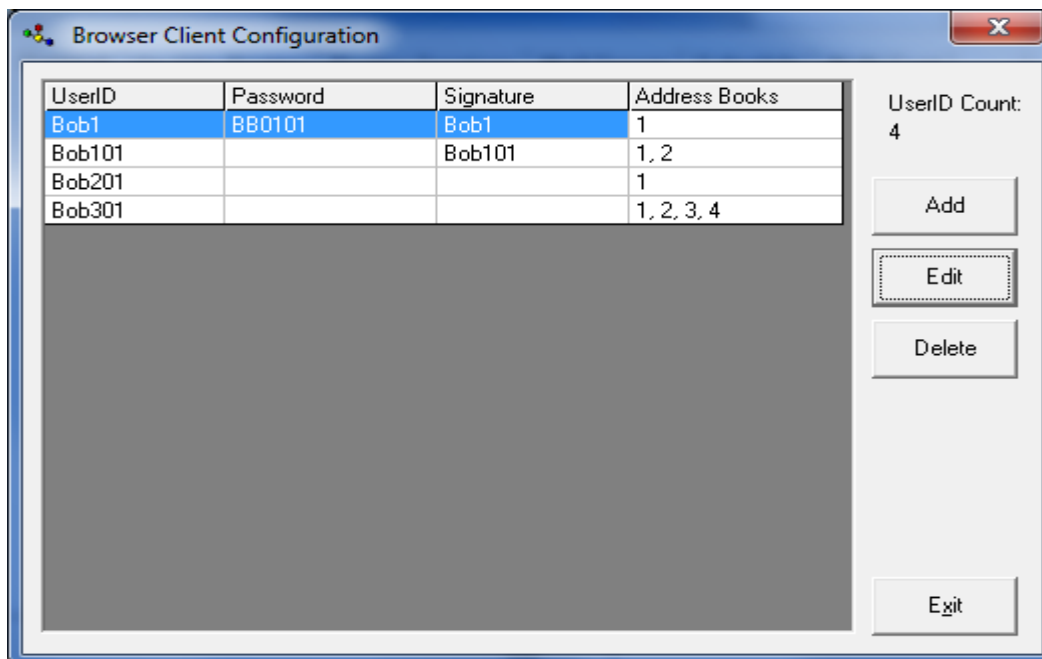 Browser Client Configuration
UserID Password Signature Address Books
Bob1 BB0101 Bob1 1
Bob101 Bob101 1, 2
Bob201 1
Bob301 1, 2, 3, 4
UserID Count:
4
Add
Edit
Delete
Exit